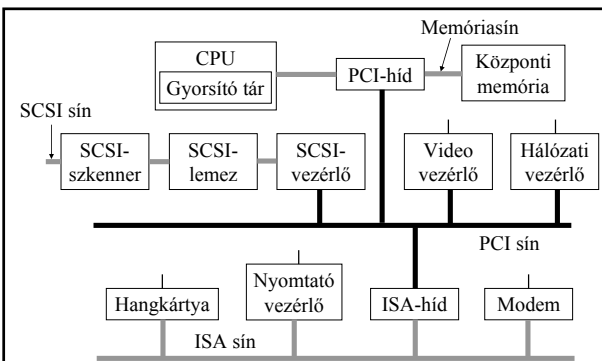 Memóriasín
CPU
Gyorsító tár
PCI-híd
Központi
memória
SCSI sín
SCSI-
szkenner
SCSI-
lemez
SCSI-
vezérlő
Video
vezérlő
Hálózati
vezérlő
PCI sín
Hangkártya
Nyomtató
vezérlő
ISA-híd
Modem
ISA sín